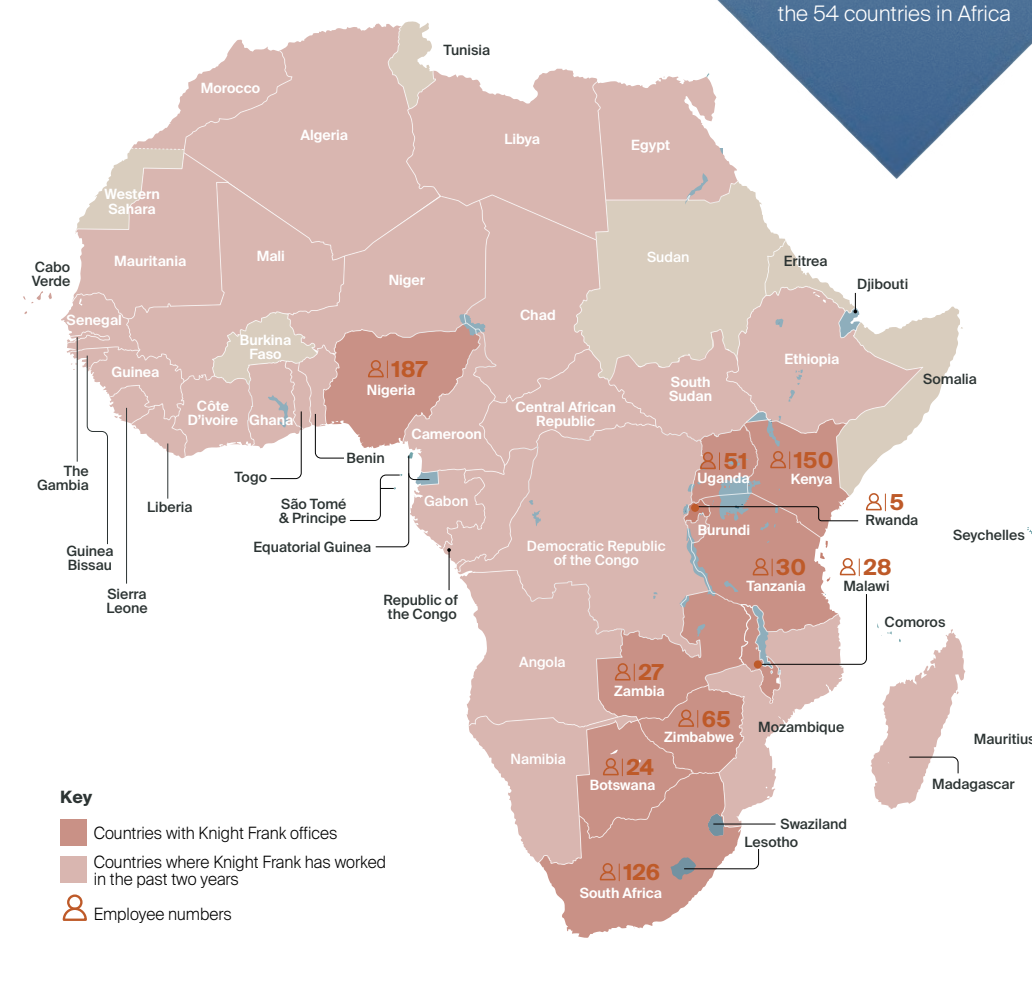 the 54 countries in Africa
Tunisia
Morocco
Algeria
Libya
Egypt
Western
Sahara
Cabo
Verde
Mauritania
Mali
Niger
Chad
Sudan
Eritrea
Djibouti
Senegal
Burkina
Faso
Guinea
187
Nigeria
Ethiopia
Somalia
South
Sudan
Côte
D'ivoire
Ghana
Central African
Republic
Cameroon
The
Gambia
Togo
Benin
Liberia
São Tomé
& Principe
Gabon
51
Uganda
150
Kenya
5
Rwanda
Burundi
Seychelles
Equatorial Guinea
Guinea
Bissau
Sierra
Leone
Democratic Republic
of the Congo
30
Tanzania
28
Malawi
Republic of
the Congo
Comoros
Angola
27
Zambia
65
Zimbabwe
Mozambique
Mauritius
Namibia
24
Botswana
Madagascar
Swaziland
Lesotho
126
South Africa
Key
Countries with Knight Frank offices
Countries where Knight Frank has worked
in the past two years
Employee numbers